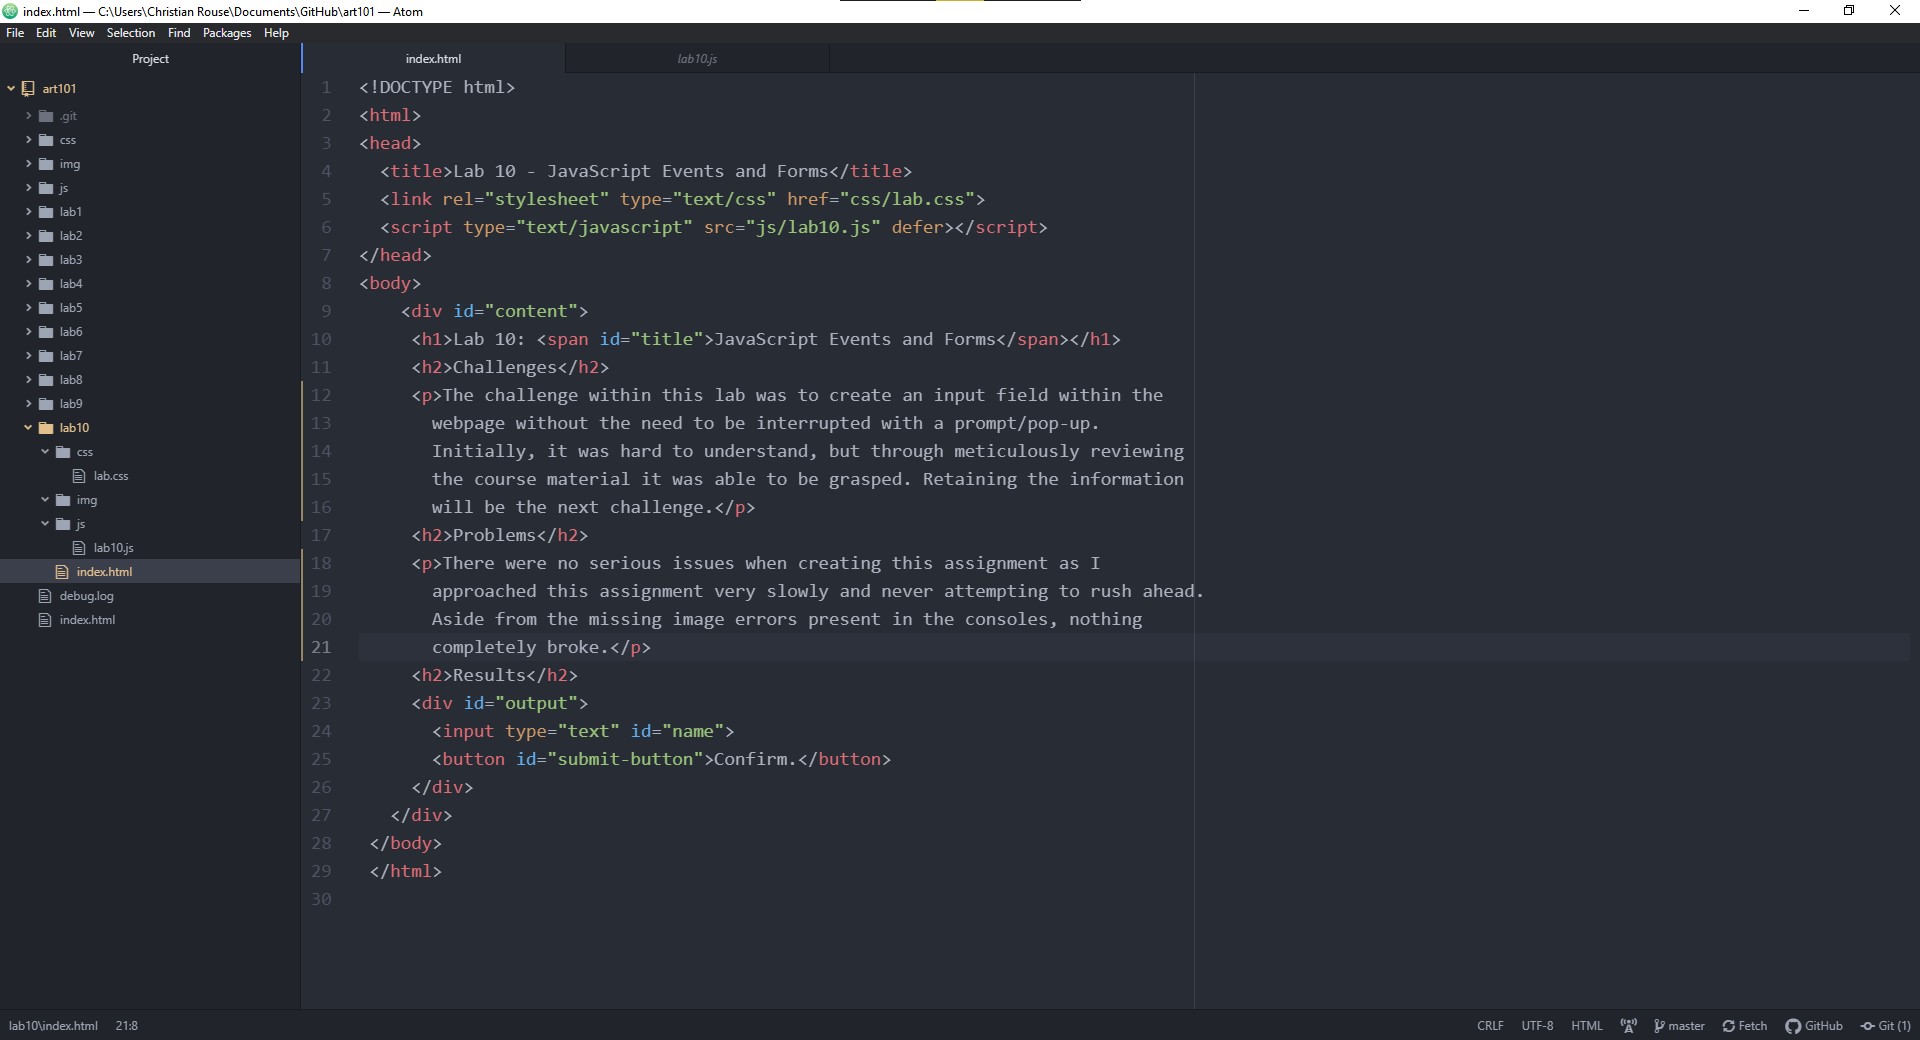 index.html — C:\Users\Christian Rouse\Documents\GitHub\art101 — Atom
File Edit View Selection Find Packages Help
Project
art101
.git
css
img
js
lab1
lab2
lab3
lab4
lab5
lab6
lab7
lab8
lab9
lab10
css
lab.css
img
js
lab10.js
index.html
debug.log
index.html
index.html lab10.js
1 <!DOCTYPE html>
2 <html>
3 <head>
4 <title>Lab 10 - JavaScript Events and Forms</title>
5 <link rel="stylesheet" type="text/css" href="css/lab.css">
6 <script type="text/javascript" src="js/lab10.js" defer></script>
7 </head>
8 <body>
9 <div id="content">
10 <h1>Lab 10: <span id="title">JavaScript Events and Forms</span></h1>
11 <h2>Challenges</h2>
12 <p>The challenge within this lab was to create an input field within the
13 webpage without the need to be interrupted with a prompt/pop-up.
14 Initially, it was hard to understand, but through meticulously reviewing
15 the course material it was able to be grasped. Retaining the information
16 will be the next challenge.</p>
17 <h2>Problems</h2>
18 <p>There were no serious issues when creating this assignment as I
19 approached this assignment very slowly and never attempting to rush ahead.
20 Aside from the missing image errors present in the consoles, nothing
21 completely broke.</p>
22 <h2>Results</h2>
23 <div id="output">
24 <input type="text" id="name">
25 <button id="submit-button">Confirm.</button>
26 </div>
27 </div>
28 </body>
29 </html>
30
lab10\index.html 21:8 CRLF UTF-8 HTML master Fetch GitHub Git (1)